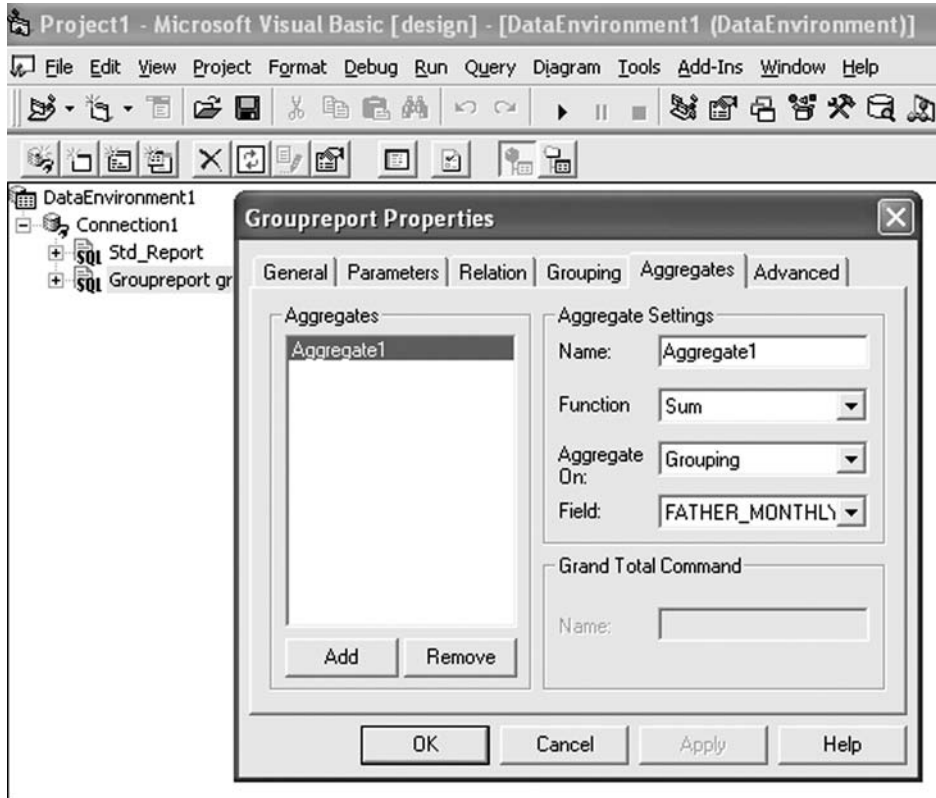 Project1 - Microsoft Visual Basic [design] - [DataEnvironment1 (DataEnvironment)]
File Edit View Project Format Debug Run Query Diagram Tools Add-Ins Window Help
DataEnvironment1
Connection1
SQL Std_Report
SQL Groupreport gr
Groupreport Properties
General Parameters Relation Grouping Aggregates Advanced
Aggregates
Aggregate1
Add Remove
Aggregate Settings
Name: Aggregate1
Function Sum
Aggregate On: Grouping
Field: FATHER_MONTHLY
Grand Total Command
Name:
OK Cancel Apply Help